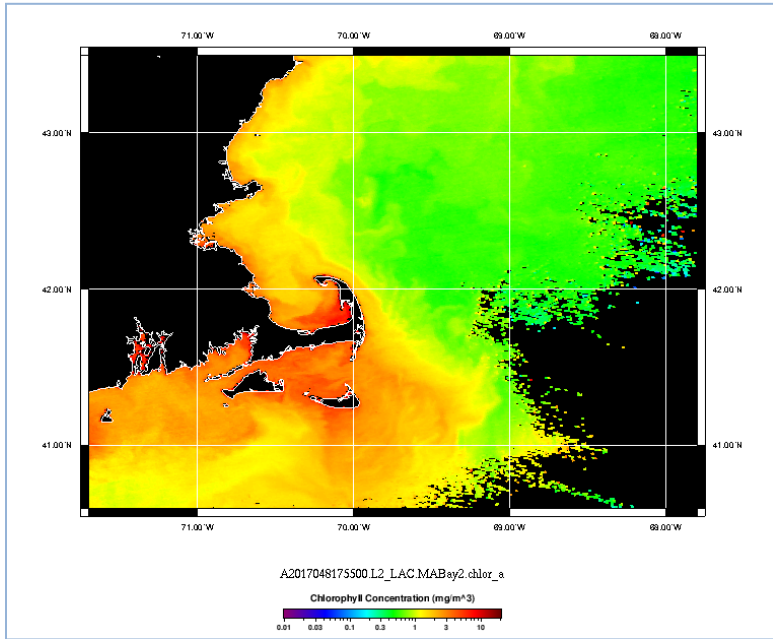 71.00'W 70.00'W 69.00'W 68.00'W
43.00'N 43.00'N
42.00'N 42.00'N
41.00'N 41.00'N
71.00'W 70.00'W 69.00'W 68.00'W
A2017048175500.L2_LAC.MABay2.chlor_a
Chlorophyll Concentration (mg/m^3)
0.01 0.03 0.1 0.3 1 3 10